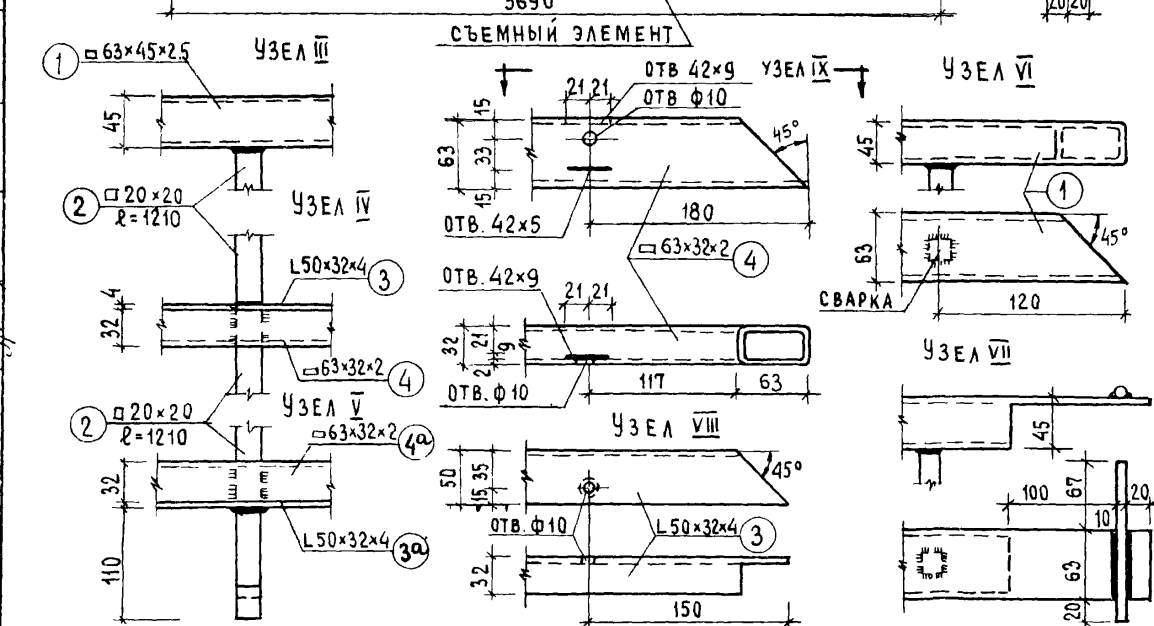 5690
20 20
СЪЕМНЫЙ ЭЛЕМЕНТ
1
63×45×2.5
УЗЕЛ III
45
2
20×20
ℓ=1210
УЗЕЛ IV
L50×32×4
3
4
32
63×32×2
4
2
20×20
ℓ=1210
УЗЕЛ V
63×32×2
4а
32
L50×32×4
3а
110
УЗЕЛ IX
ОТВ 42×9
ОТВ Ф10
21 21
15
63
33
15
45°
180
ОТВ. 42×5
63×32×2
4
ОТВ. 42×9
21 21
32
21
9
2
ОТВ. Ф10
117
63
УЗЕЛ VIII
50
35
15
45°
ОТВ. Ф10
L50×32×4
3
32
150
УЗЕЛ VI
45
1
63
45°
СВАРКА
120
УЗЕЛ VII
45
100
67
10
20
63
20